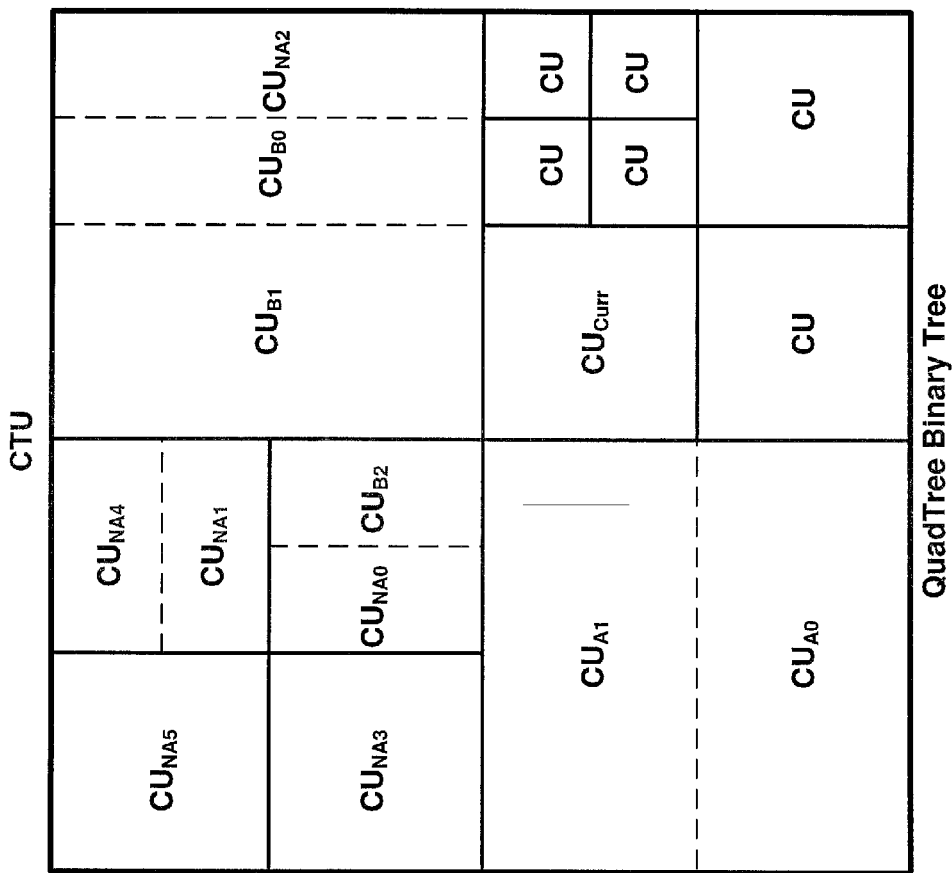 CTU
CU_NA5 CU_NA4 CU_B1 CU_B0 CU_NA2
CU_NA1
CU_NA3 CU_NA0 CU_B2
CU_A1 CU_Curr CU CU
CU CU
CU_A0 CU CU
QuadTree Binary Tree